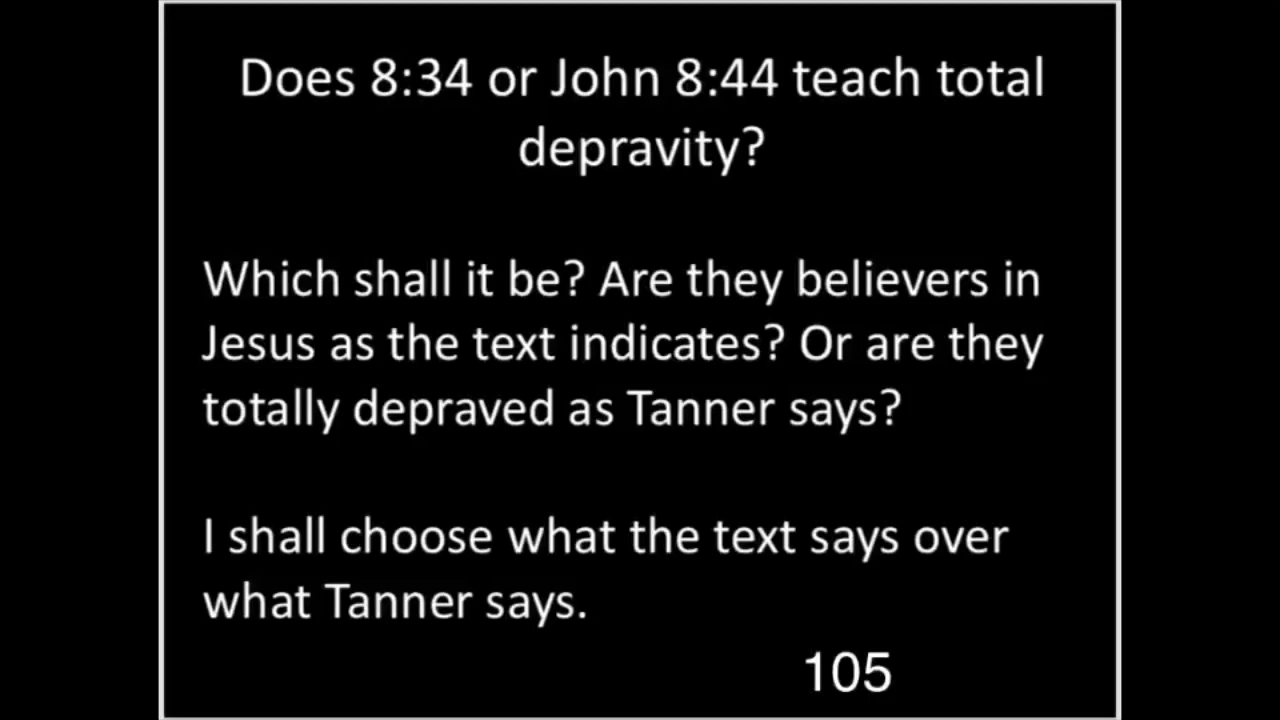 Does 8:34 or John 8:44 teach total
depravity?
Which shall it be? Are they believers in
Jesus as the text indicates? Or are they
totally depraved as Tanner says?
I shall choose what the text says over
what Tanner says.
105